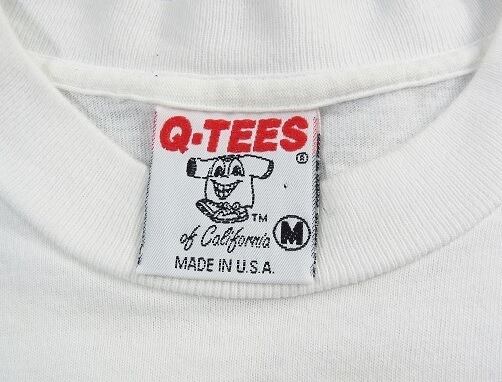 Q-TEES
®
TM
of California M
MADE IN U.S.A.